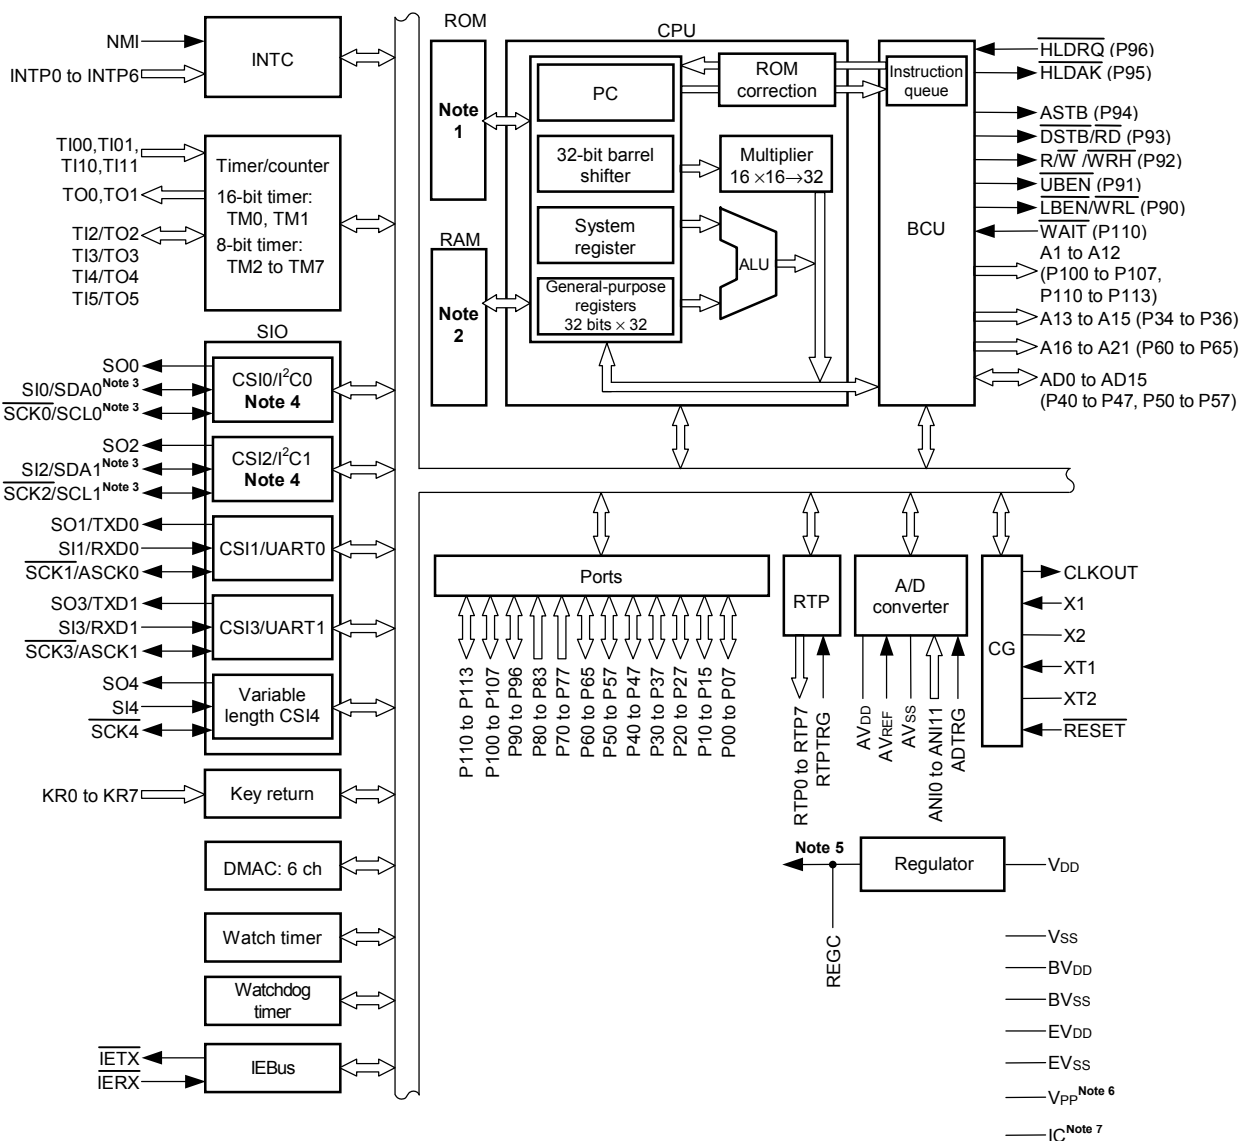 NMI
INTP0 to INTP6
INTC
TI00,TI01,
TI10,TI11
TO0,TO1
TI2/TO2
TI3/TO3
TI4/TO4
TI5/TO5
Timer/counter
16-bit timer:
TM0, TM1
8-bit timer:
TM2 to TM7
SIO
SO0
SI0/SDA0 Note 3
SCK0/SCL0 Note 3
CSI0/I²C0
Note 4
SO2
SI2/SDA1 Note 3
SCK2/SCL1 Note 3
CSI2/I²C1
Note 4
SO1/TXD0
SI1/RXD0
SCK1/ASCK0
CSI1/UART0
SO3/TXD1
SI3/RXD1
SCK3/ASCK1
CSI3/UART1
SO4
SI4
SCK4
Variable
length CSI4
KR0 to KR7
Key return
DMAC: 6 ch
Watch timer
Watchdog
timer
IETX
IERX
IEBus
ROM
Note
1
RAM
Note
2
CPU
PC
32-bit barrel
shifter
System
register
General-purpose
registers
32 bits × 32
ROM
correction
Multiplier
16 ×16→32
ALU
Instruction
queue
BCU
HLDRQ (P96)
HLDAK (P95)
ASTB (P94)
DSTB/RD (P93)
R/W /WRH (P92)
UBEN (P91)
LBEN/WRL (P90)
WAIT (P110)
A1 to A12
(P100 to P107,
P110 to P113)
A13 to A15 (P34 to P36)
A16 to A21 (P60 to P65)
AD0 to AD15
(P40 to P47, P50 to P57)
Ports
P110 to P113
P100 to P107
P90 to P96
P80 to P83
P70 to P77
P60 to P65
P50 to P57
P40 to P47
P30 to P37
P20 to P27
P10 to P15
P00 to P07
RTP
RTP0 to RTP7
RTPTRG
A/D
converter
AVDD
AVREF
AVSS
ANI0 to ANI11
ADTRG
CG
CLKOUT
X1
X2
XT1
XT2
RESET
Note 5
Regulator
VDD
REGC
VSS
BVDD
BVSS
EVDD
EVSS
VPP Note 6
IC Note 7